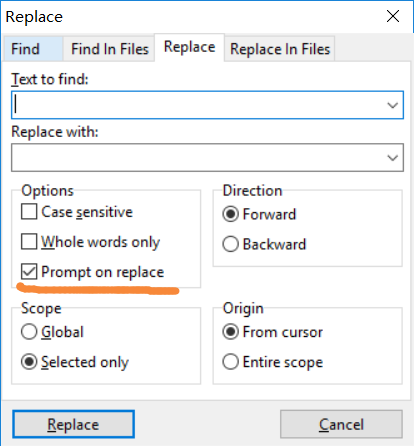 Replace
Find Find In Files Replace Replace In Files
Text to find:
Replace with:
Options
Case sensitive
Whole words only
Prompt on replace
Direction
Forward
Backward
Scope
Global
Selected only
Origin
From cursor
Entire scope
Replace Cancel